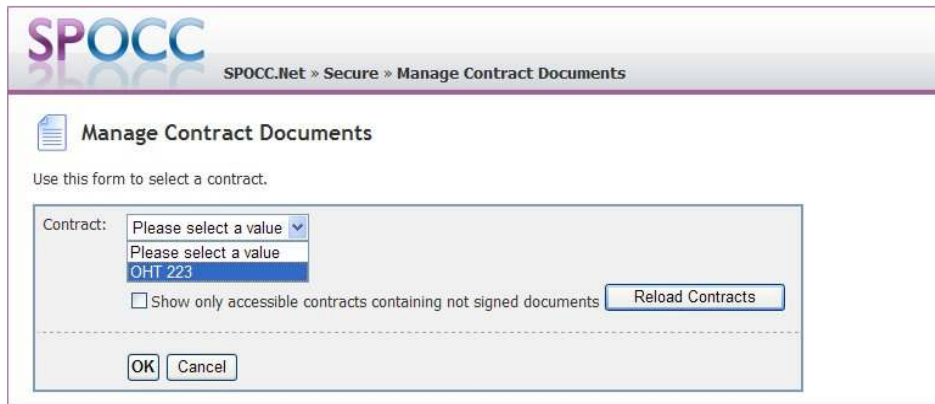 SPOCC
SPOCC.Net » Secure » Manage Contract Documents
Manage Contract Documents
Use this form to select a contract.
Contract: Please select a value
Please select a value
OHT 223
Show only accessible contracts containing not signed documents Reload Contracts
OK Cancel